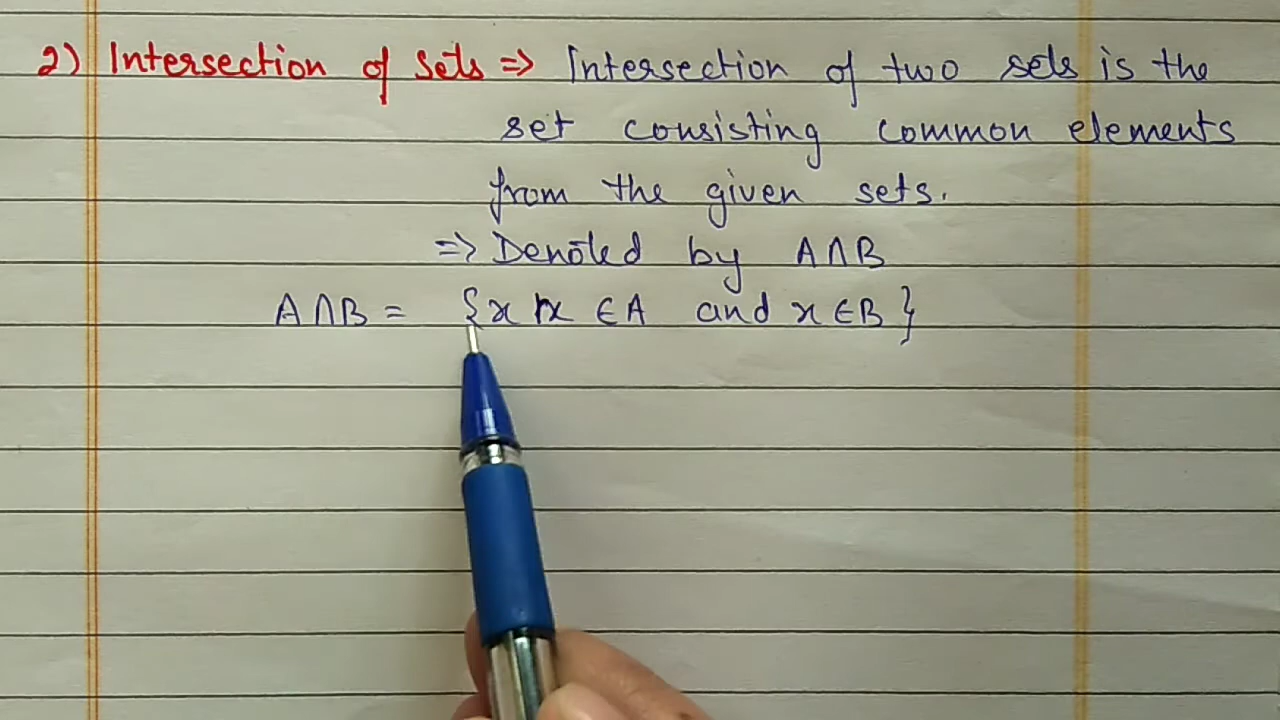 2) Intersection of sets => Intersection of two sets is the
set consisting common elements
from the given sets.
=> Denoted by A∩B
A∩B = {x | x ∈ A and x ∈ B}